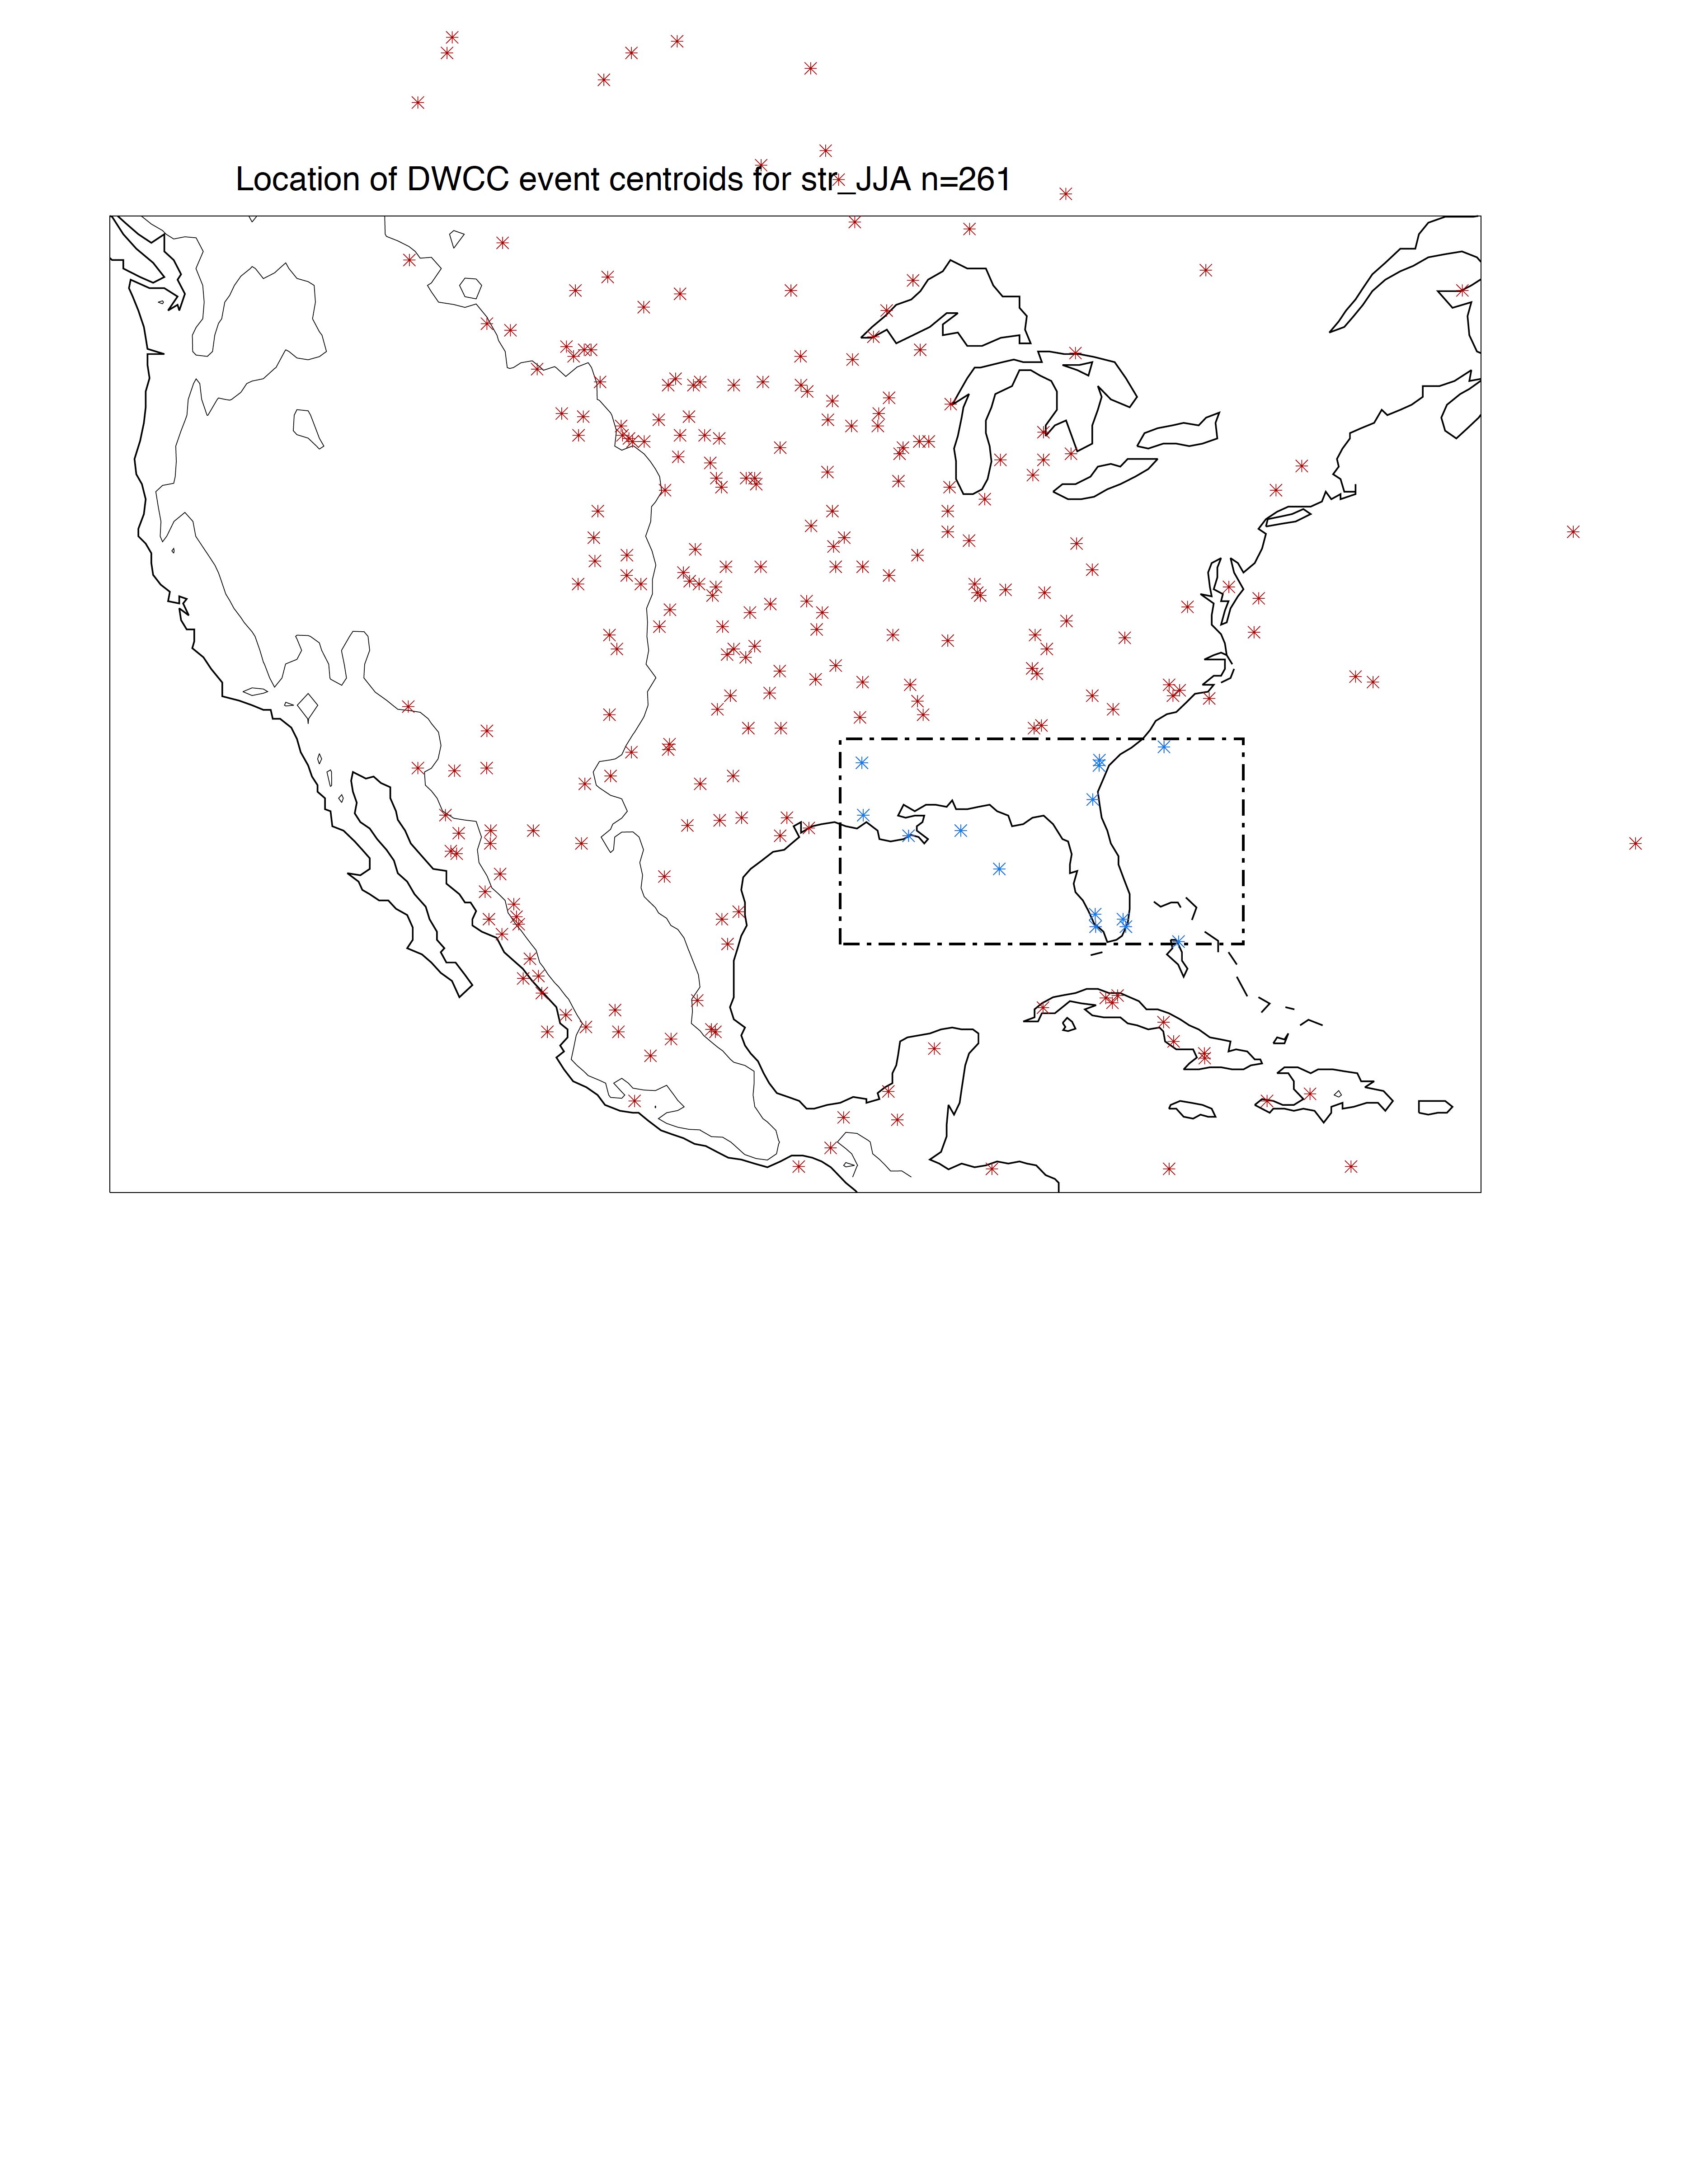 Location of DWCC event centroids for str_JJA n=261